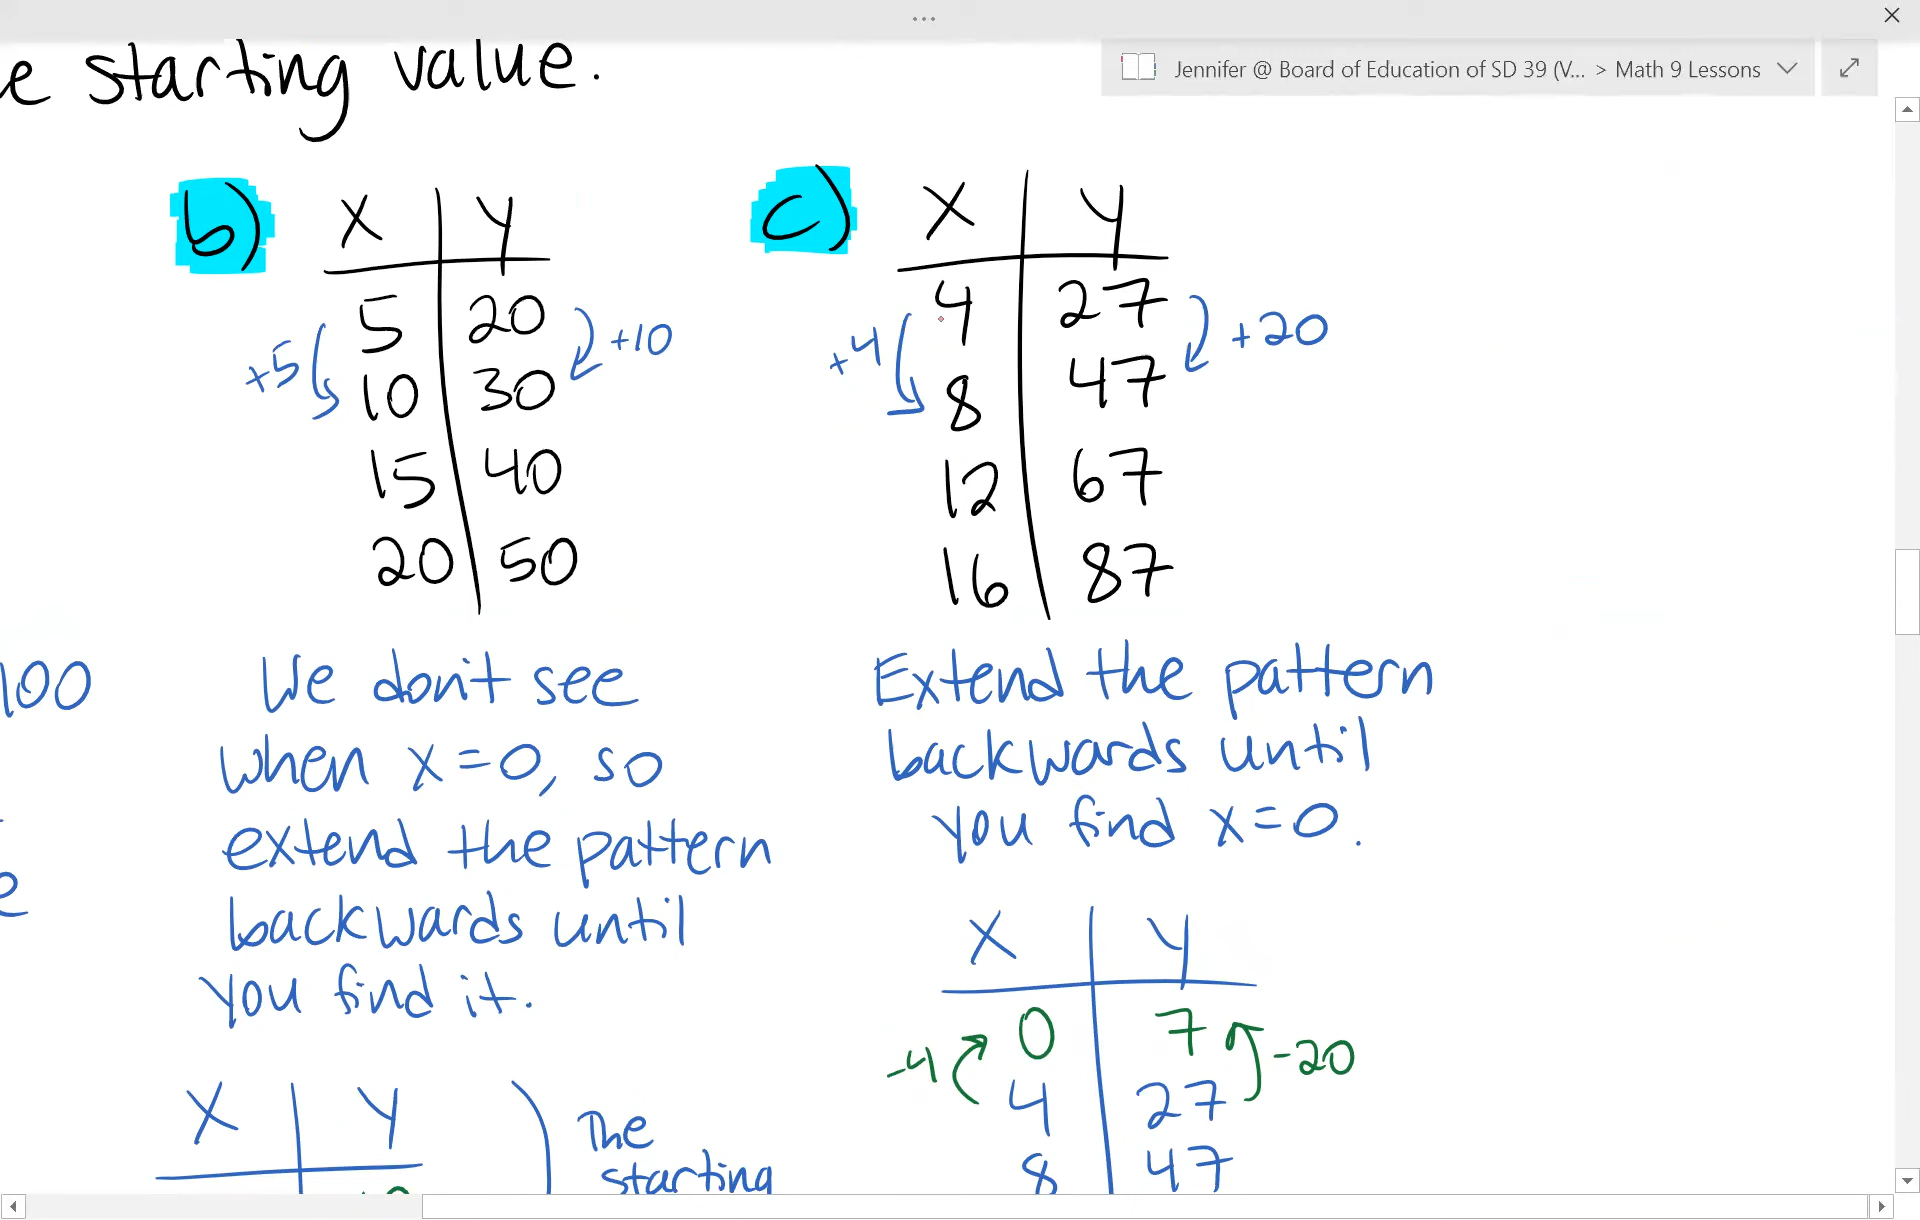 ...
Jennifer @ Board of Education of SD 39 (V... > Math 9 Lessons
e starting value.
b)
X Y
5 20
10 30
15 40
20 50
+5
+10
c)
X Y
4 27
8 47
12 67
16 87
+4
+20
100
We don't see
when x=0, so
extend the pattern
backwards until
you find it.
X Y
The
starting
Extend the pattern
backwards until
you find x=0.
X Y
0 7
4 27
8 47
-4
-20